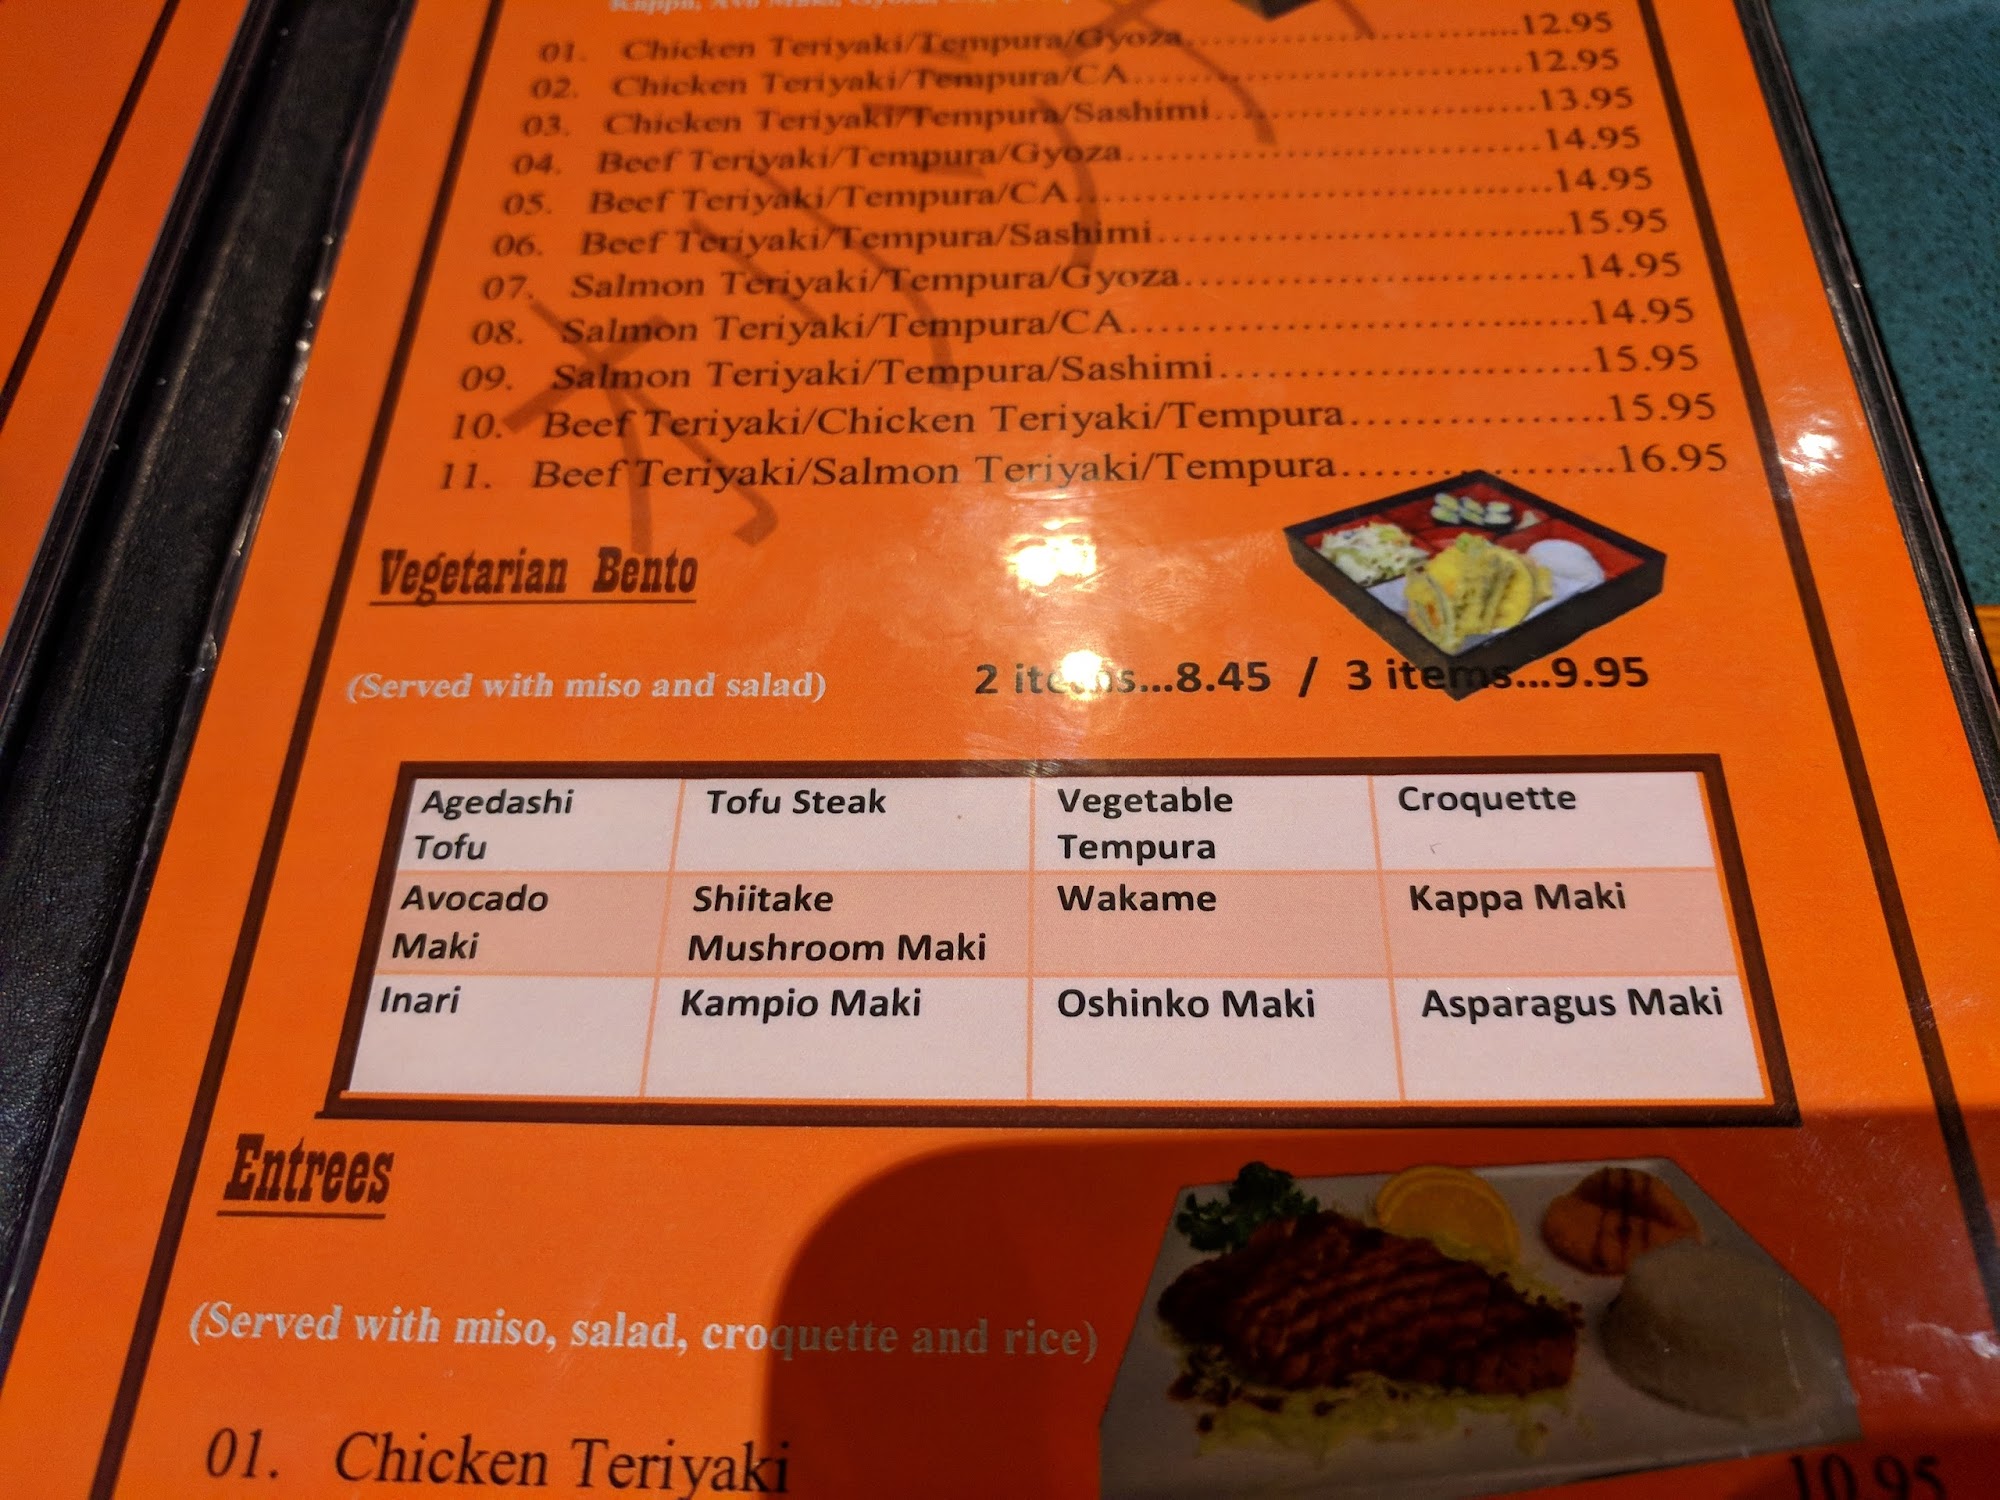 01. Chicken Teriyaki/Tempura/Gyoza...........................12.95
02. Chicken Teriyaki/Tempura/CA...........................12.95
03. Chicken Teriyaki/Tempura/Sashimi...........................13.95
04. Beef Teriyaki/Tempura/Gyoza...........................14.95
05. Beef Teriyaki/Tempura/CA...........................14.95
06. Beef Teriyaki/Tempura/Sashimi...........................15.95
07. Salmon Teriyaki/Tempura/Gyoza...........................14.95
08. Salmon Teriyaki/Tempura/CA...........................14.95
09. Salmon Teriyaki/Tempura/Sashimi...........................15.95
10. Beef Teriyaki/Chicken Teriyaki/Tempura.................15.95
11. Beef Teriyaki/Salmon Teriyaki/Tempura.................16.95
Vegetarian Bento
(Served with miso and salad) 2 items...8.45 / 3 items...9.95
Agedashi Tofu Steak Vegetable Croquette
Tofu Tempura
Avocado Shiitake Wakame Kappa Maki
Maki Mushroom Maki
Inari Kampio Maki Oshinko Maki Asparagus Maki
Entrees
(Served with miso, salad, croquette and rice)
01. Chicken Teriyaki 10.95